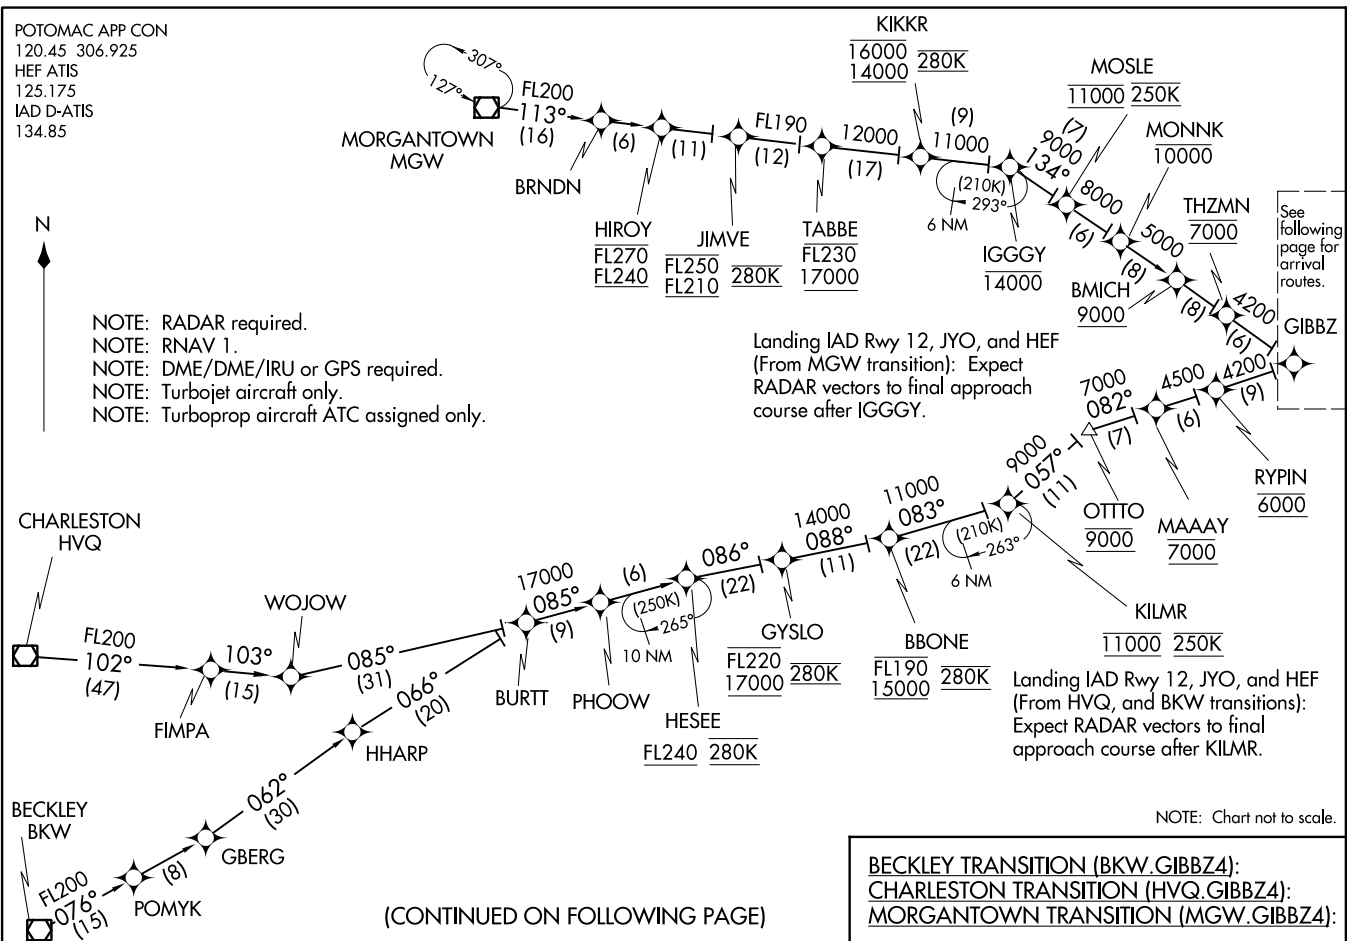 POTOMAC APP CON
120.45 306.925
HEF ATIS
125.175
IAD D-ATIS
134.85
307°
127°
MORGANTOWN
MGW
FL200
113°
(16)
BRNDN
(6)
HIROY
FL270
FL240
(11)
JIMVE
FL250
FL210
280K
FL190
(12)
TABBE
FL230
17000
12000
(17)
KIKKR
16000
14000
280K
(9)
11000
(210K)
293°
6 NM
IGGGY
14000
(7)
9000
134°
MOSLE
11000 250K
8000
(6)
MONNK
10000
5000
(8)
BMICH
9000
(8)
THZMN
7000
4200
(6)
See
following
page for
arrival
routes.
GIBBZ
N
NOTE: RADAR required.
NOTE: RNAV 1.
NOTE: DME/DME/IRU or GPS required.
NOTE: Turbojet aircraft only.
NOTE: Turboprop aircraft ATC assigned only.
Landing IAD Rwy 12, JYO, and HEF
(From MGW transition): Expect
RADAR vectors to final approach
course after IGGGY.
CHARLESTON
HVQ
FL200
102°
(47)
FIMPA
103°
(15)
WOJOW
085°
(31)
BECKLEY
BKW
FL200
076°
(15)
POMYK
(8)
GBERG
062°
(30)
HHARP
066°
(20)
BURTT
17000
085°
(9)
PHOOW
(6)
(250K)
265°
10 NM
HESEE
FL240 280K
086°
(22)
GYSLO
FL220
17000
280K
14000
088°
(11)
BBONE
FL190
15000
280K
11000
083°
(22)
(210K)
263°
6 NM
KILMR
11000 250K
9000
057°
(11)
OTTTO
9000
7000
082°
(7)
MAAAY
7000
4500
(6)
RYPIN
6000
4200
(9)
Landing IAD Rwy 12, JYO, and HEF
(From HVQ, and BKW transitions):
Expect RADAR vectors to final
approach course after KILMR.
NOTE: Chart not to scale.
(CONTINUED ON FOLLOWING PAGE)
BECKLEY TRANSITION (BKW.GIBBZ4):
CHARLESTON TRANSITION (HVQ.GIBBZ4):
MORGANTOWN TRANSITION (MGW.GIBBZ4):